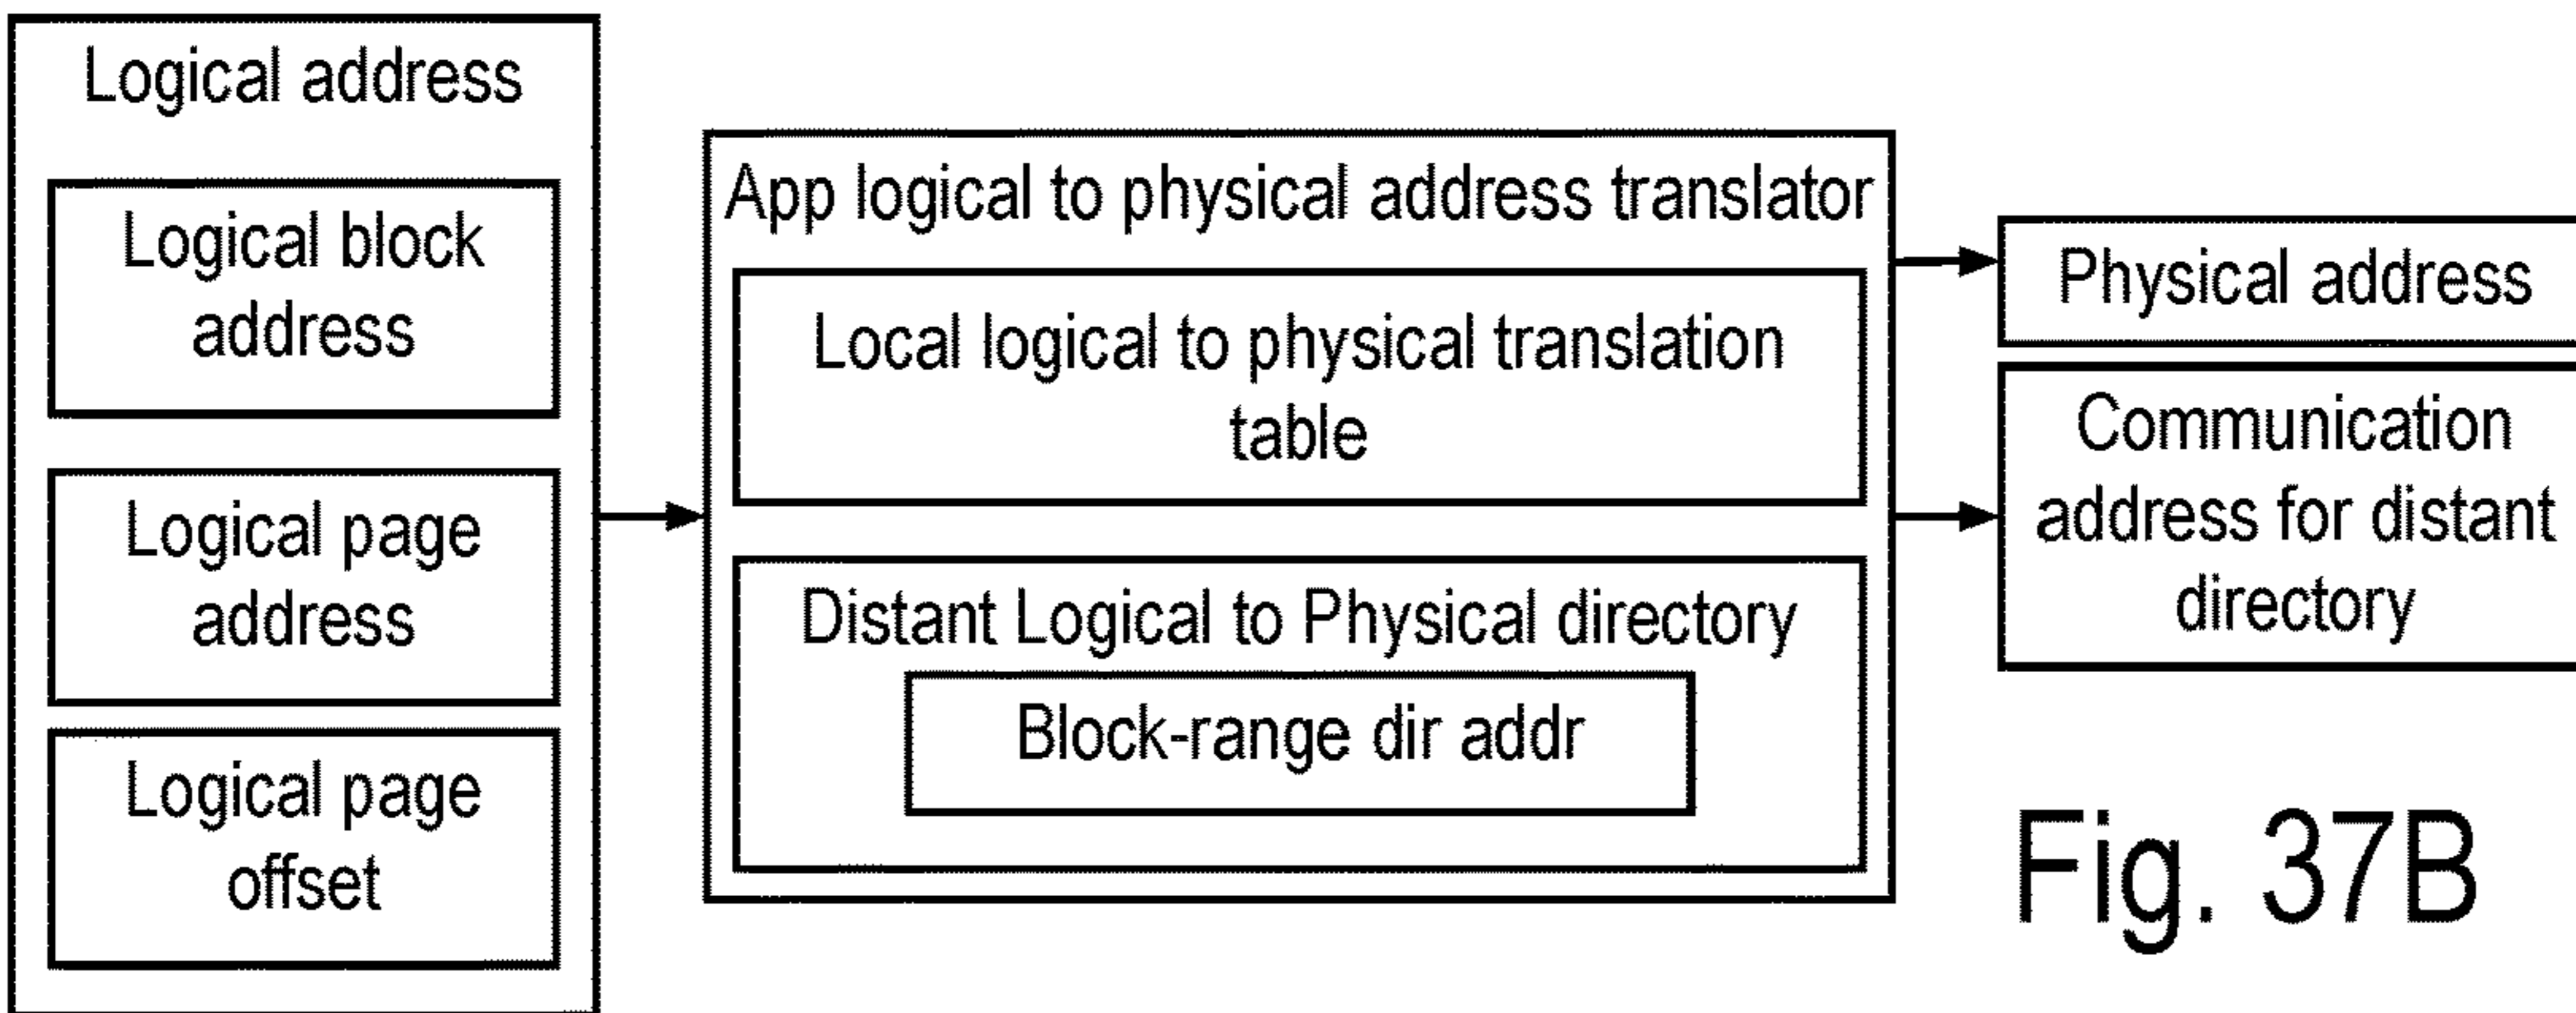 Logical address
Logical block
address
Logical page
address
Logical page
offset
App logical to physical address translator
Local logical to physical translation
table
Distant Logical to Physical directory
Block-range dir addr
Physical address
Communication
address for distant
directory
Fig. 37B